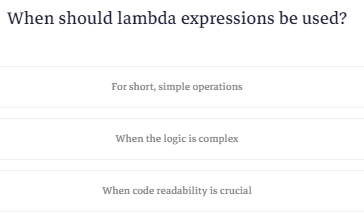 When should lambda expressions be used?
For short, simple operations
When the logic is complex
When code readability is crucial